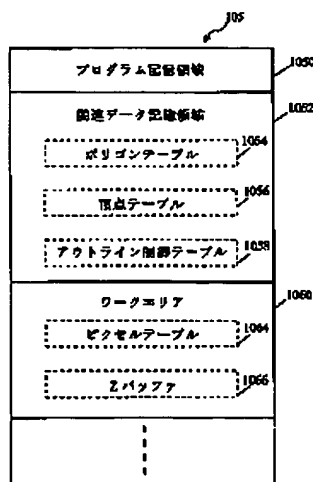 105
プログラム記憶領域
1050
関連データ記憶領域
1052
ポリゴンテーブル
1054
頂点テーブル
1056
アウトライン制御テーブル
1058
ワークエリア
1060
ピクセルテーブル
1064
Zバッファ
1066